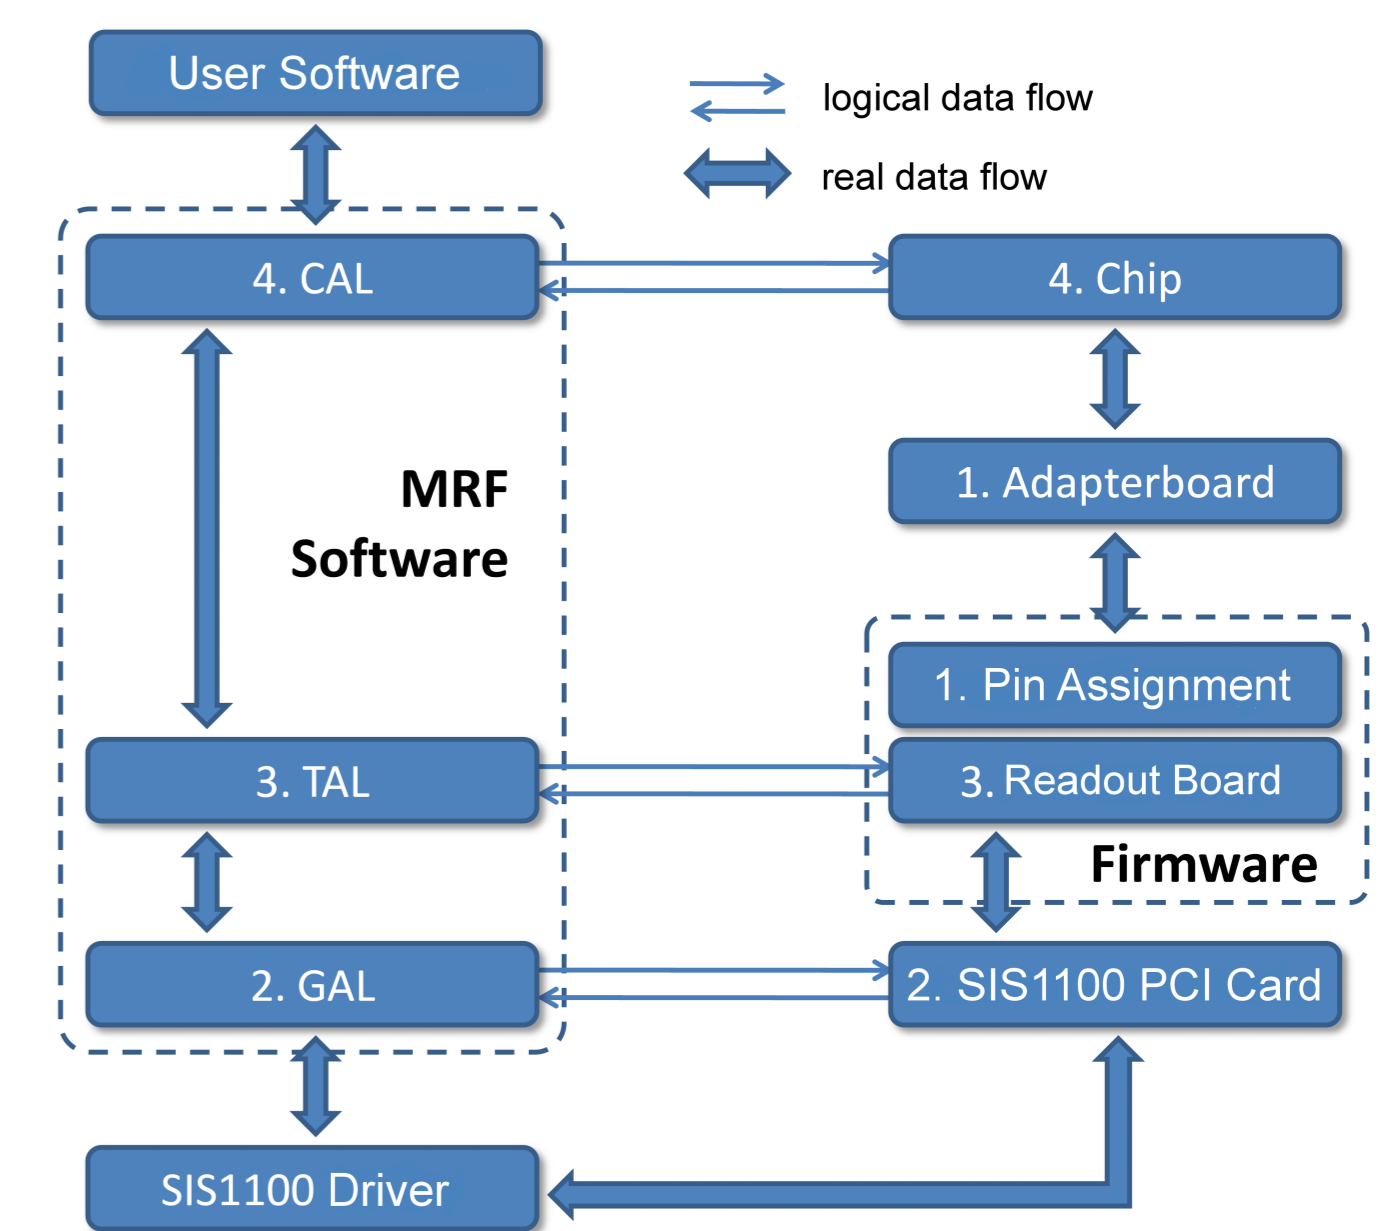 User Software
logical data flow
real data flow
4. CAL
4. Chip
MRF
Software
1. Adapterboard
1. Pin Assignment
3. TAL
3. Readout Board
Firmware
2. GAL
2. SIS1100 PCI Card
SIS1100 Driver